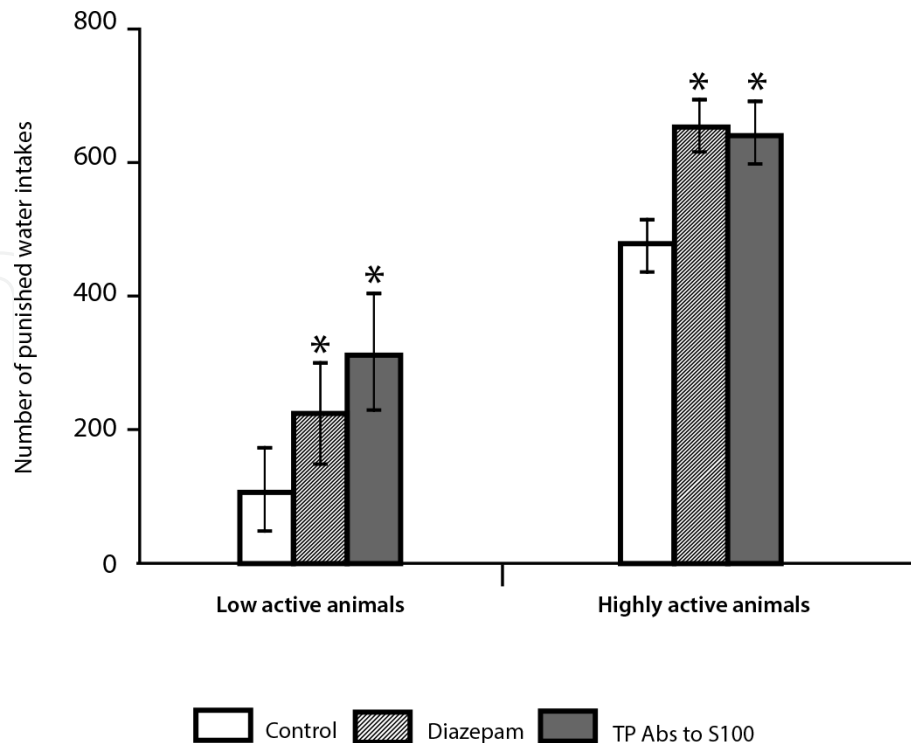 800
600
400
200
0
Number of punished water intakes
*
*
*
*
Low active animals
Highly active animals
Control
Diazepam
TP Abs to S100